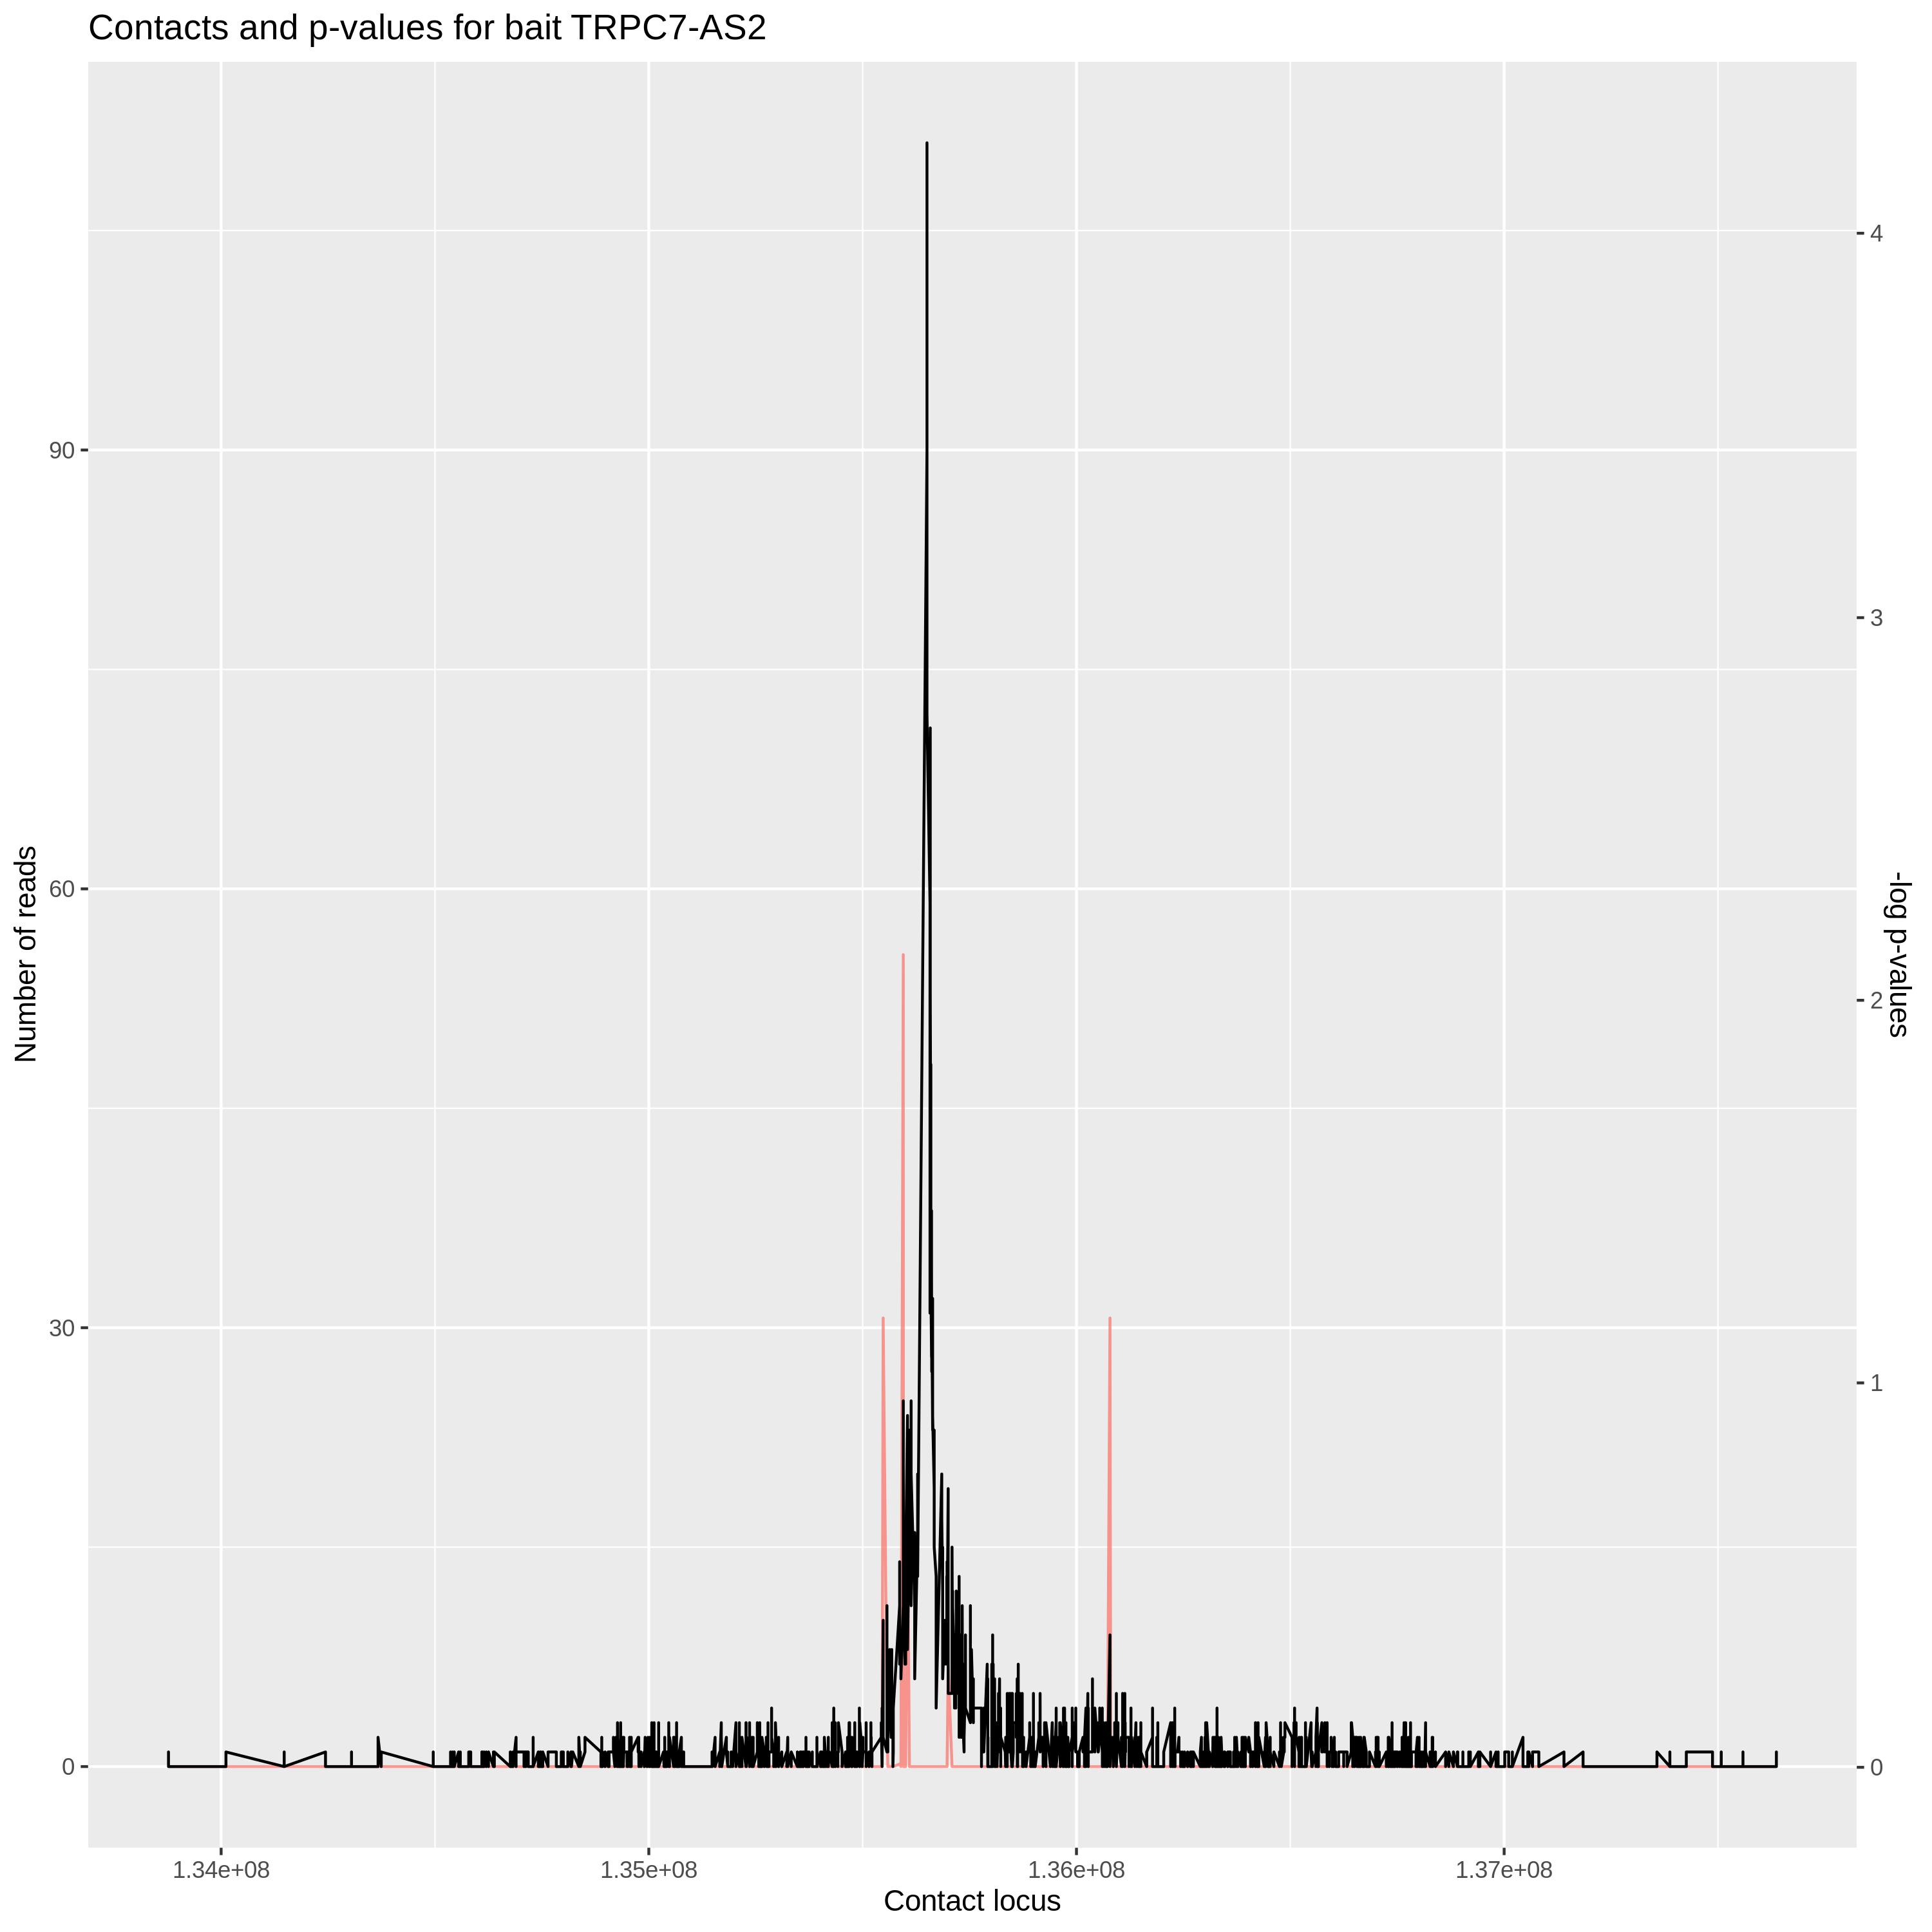 Contacts and p-values for bait TRPC7-AS2
4
90
3
60
Number of reads
-log p-values
2
30
1
0
0
1.34e+08 1.35e+08 1.36e+08 1.37e+08
Contact locus